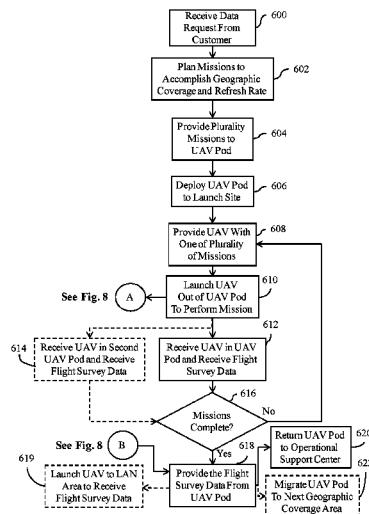 Receive Data
Request From
Customer
600
Plan Missions to
Accomplish Geographic
Coverage and Refresh Rate
602
Provide Plurality
Missions to
UAV Pod
604
Deploy UAV Pod
to Launch Site
606
Provide UAV With
One of Plurality
of Missions
608
Launch UAV
Out of UAV Pod
To Perform Mission
610
See Fig. 8
A
614
Receive UAV in Second
UAV Pod and Receive
Flight Survey Data
612
Receive UAV in UAV
Pod and Receive Flight
Survey Data
616
Missions
Complete?
No
Yes
See Fig. 8
B
618
Provide the Flight
Survey Data From
UAV Pod
619
Launch UAV to LAN
Area to Receive
Flight Survey Data
620
Return UAV Pod
to Operational
Support Center
622
Migrate UAV Pod
To Next Geographic
Coverage Area